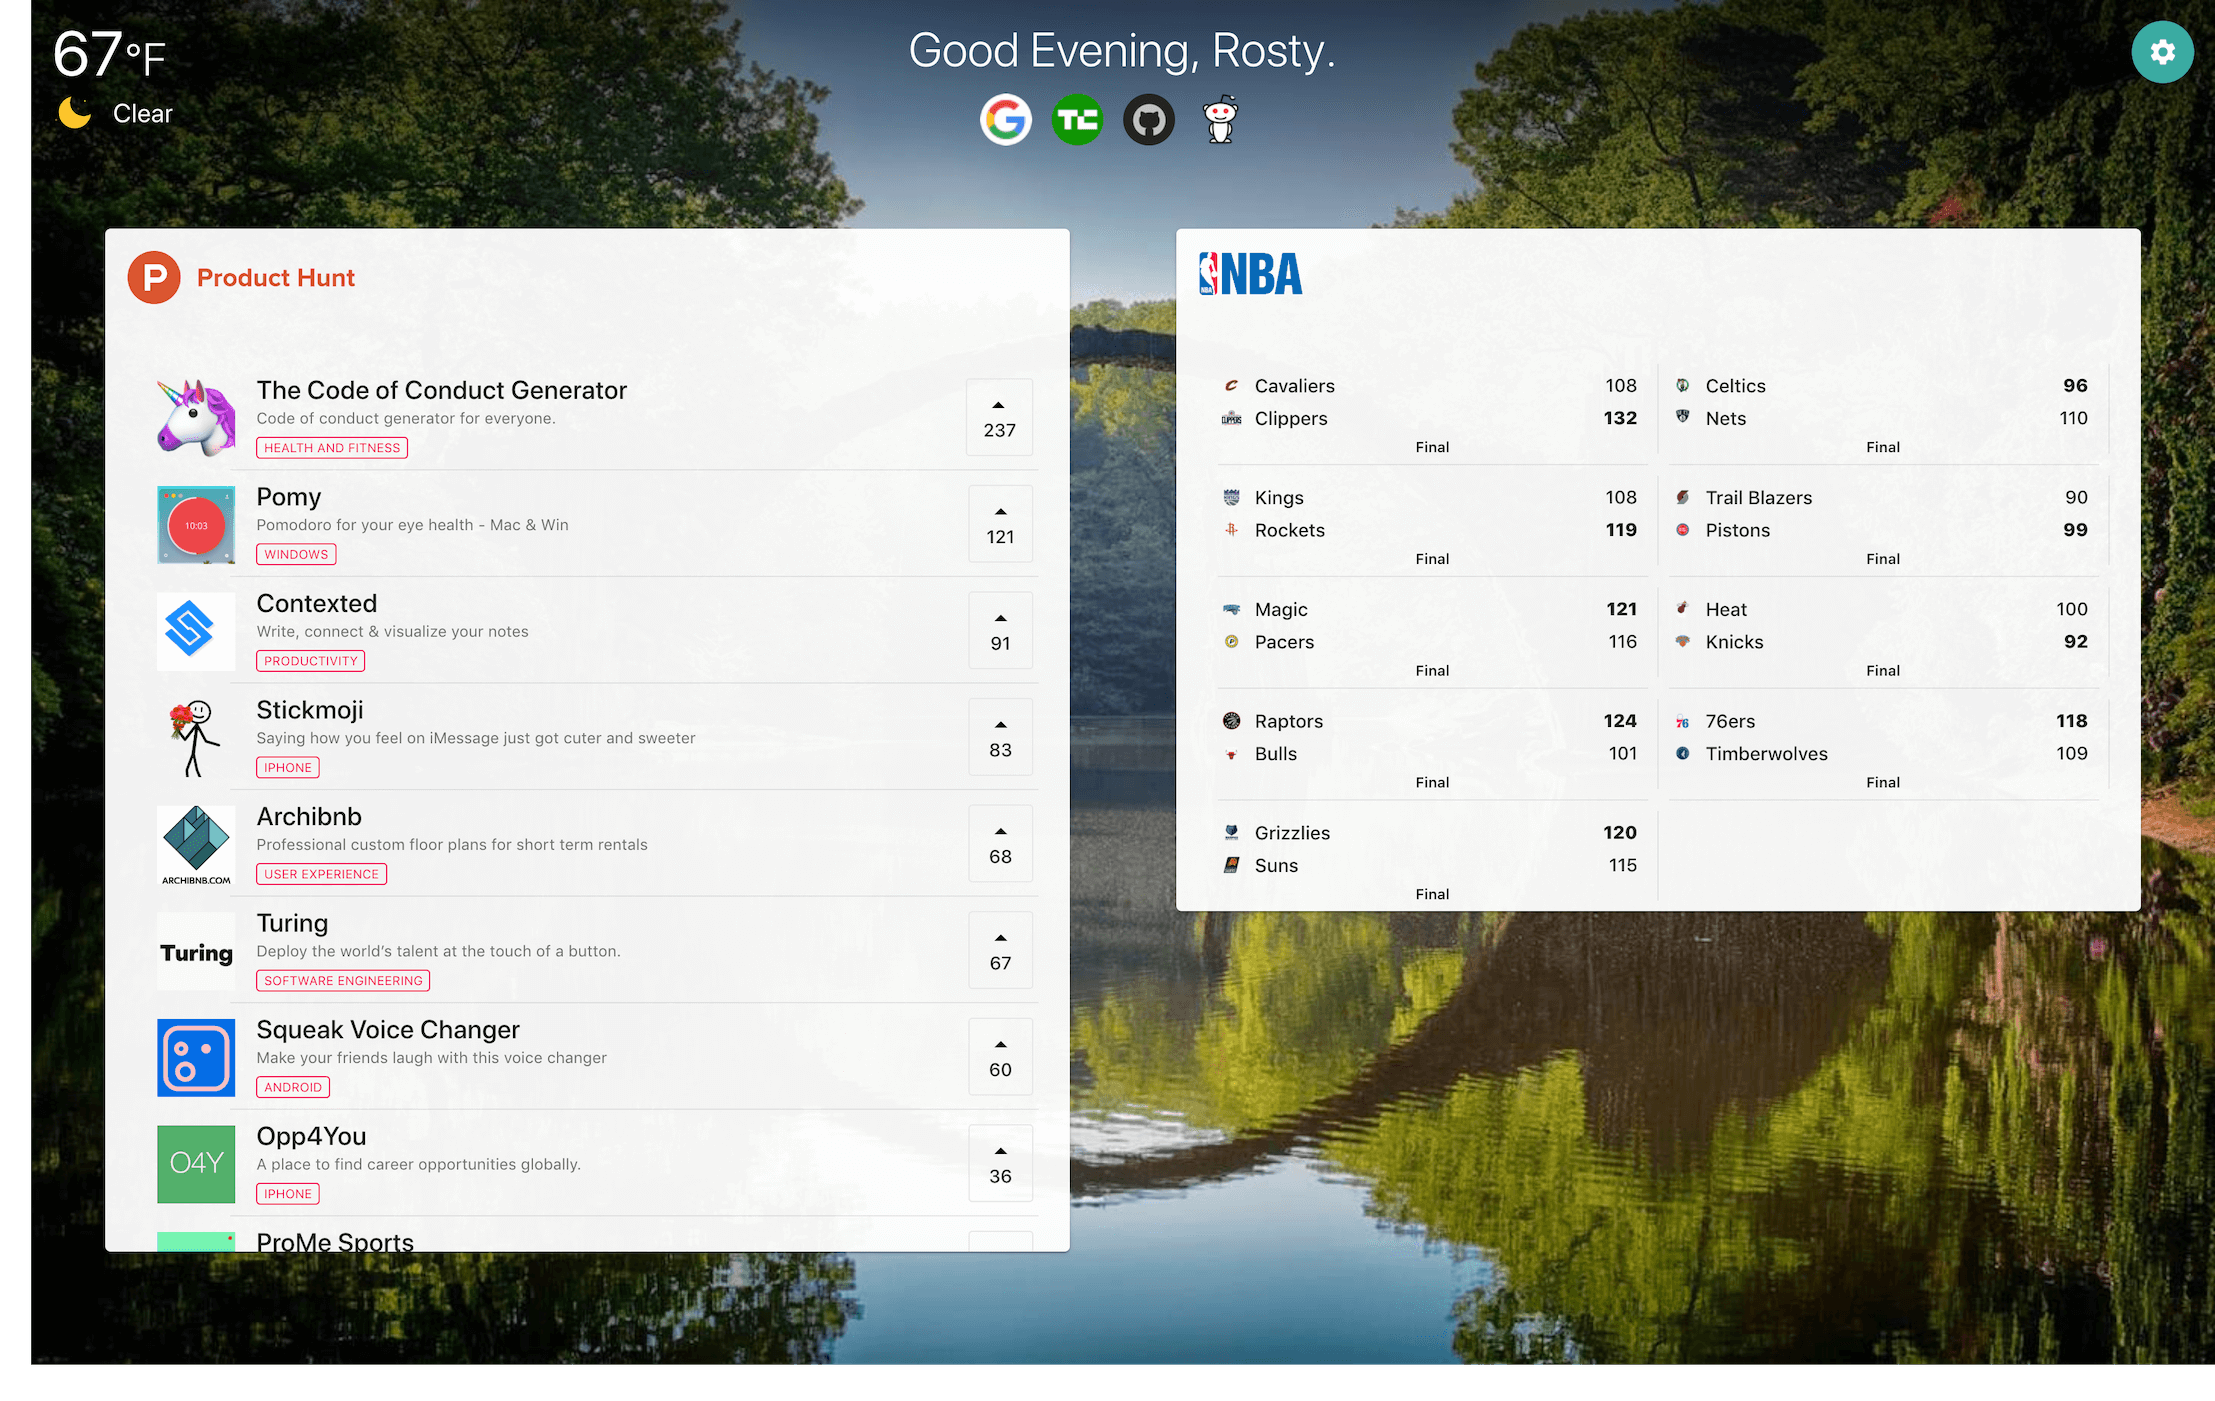 67°F
Clear
Good Evening, Rosty.
G
TC
P Product Hunt
The Code of Conduct Generator
Code of conduct generator for everyone.
HEALTH AND FITNESS
237
10:03
Pomy
Pomodoro for your eye health - Mac & Win
WINDOWS
121
Contexted
Write, connect & visualize your notes
PRODUCTIVITY
91
Stickmoji
Saying how you feel on iMessage just got cuter and sweeter
IPHONE
83
ARCHIBNB.COM
Archibnb
Professional custom floor plans for short term rentals
USER EXPERIENCE
68
Turing
Turing
Deploy the world's talent at the touch of a button.
SOFTWARE ENGINEERING
67
Squeak Voice Changer
Make your friends laugh with this voice changer
ANDROID
60
O4Y
Opp4You
A place to find career opportunities globally.
IPHONE
36
ProMe Sports
NBA NBA
Cavaliers 108
Clippers 132
Final
Celtics 96
Nets 110
Final
Kings 108
Rockets 119
Final
Trail Blazers 90
Pistons 99
Final
Magic 121
Pacers 116
Final
Heat 100
Knicks 92
Final
Raptors 124
Bulls 101
Final
76 76ers 118
Timberwolves 109
Final
Grizzlies 120
Suns 115
Final